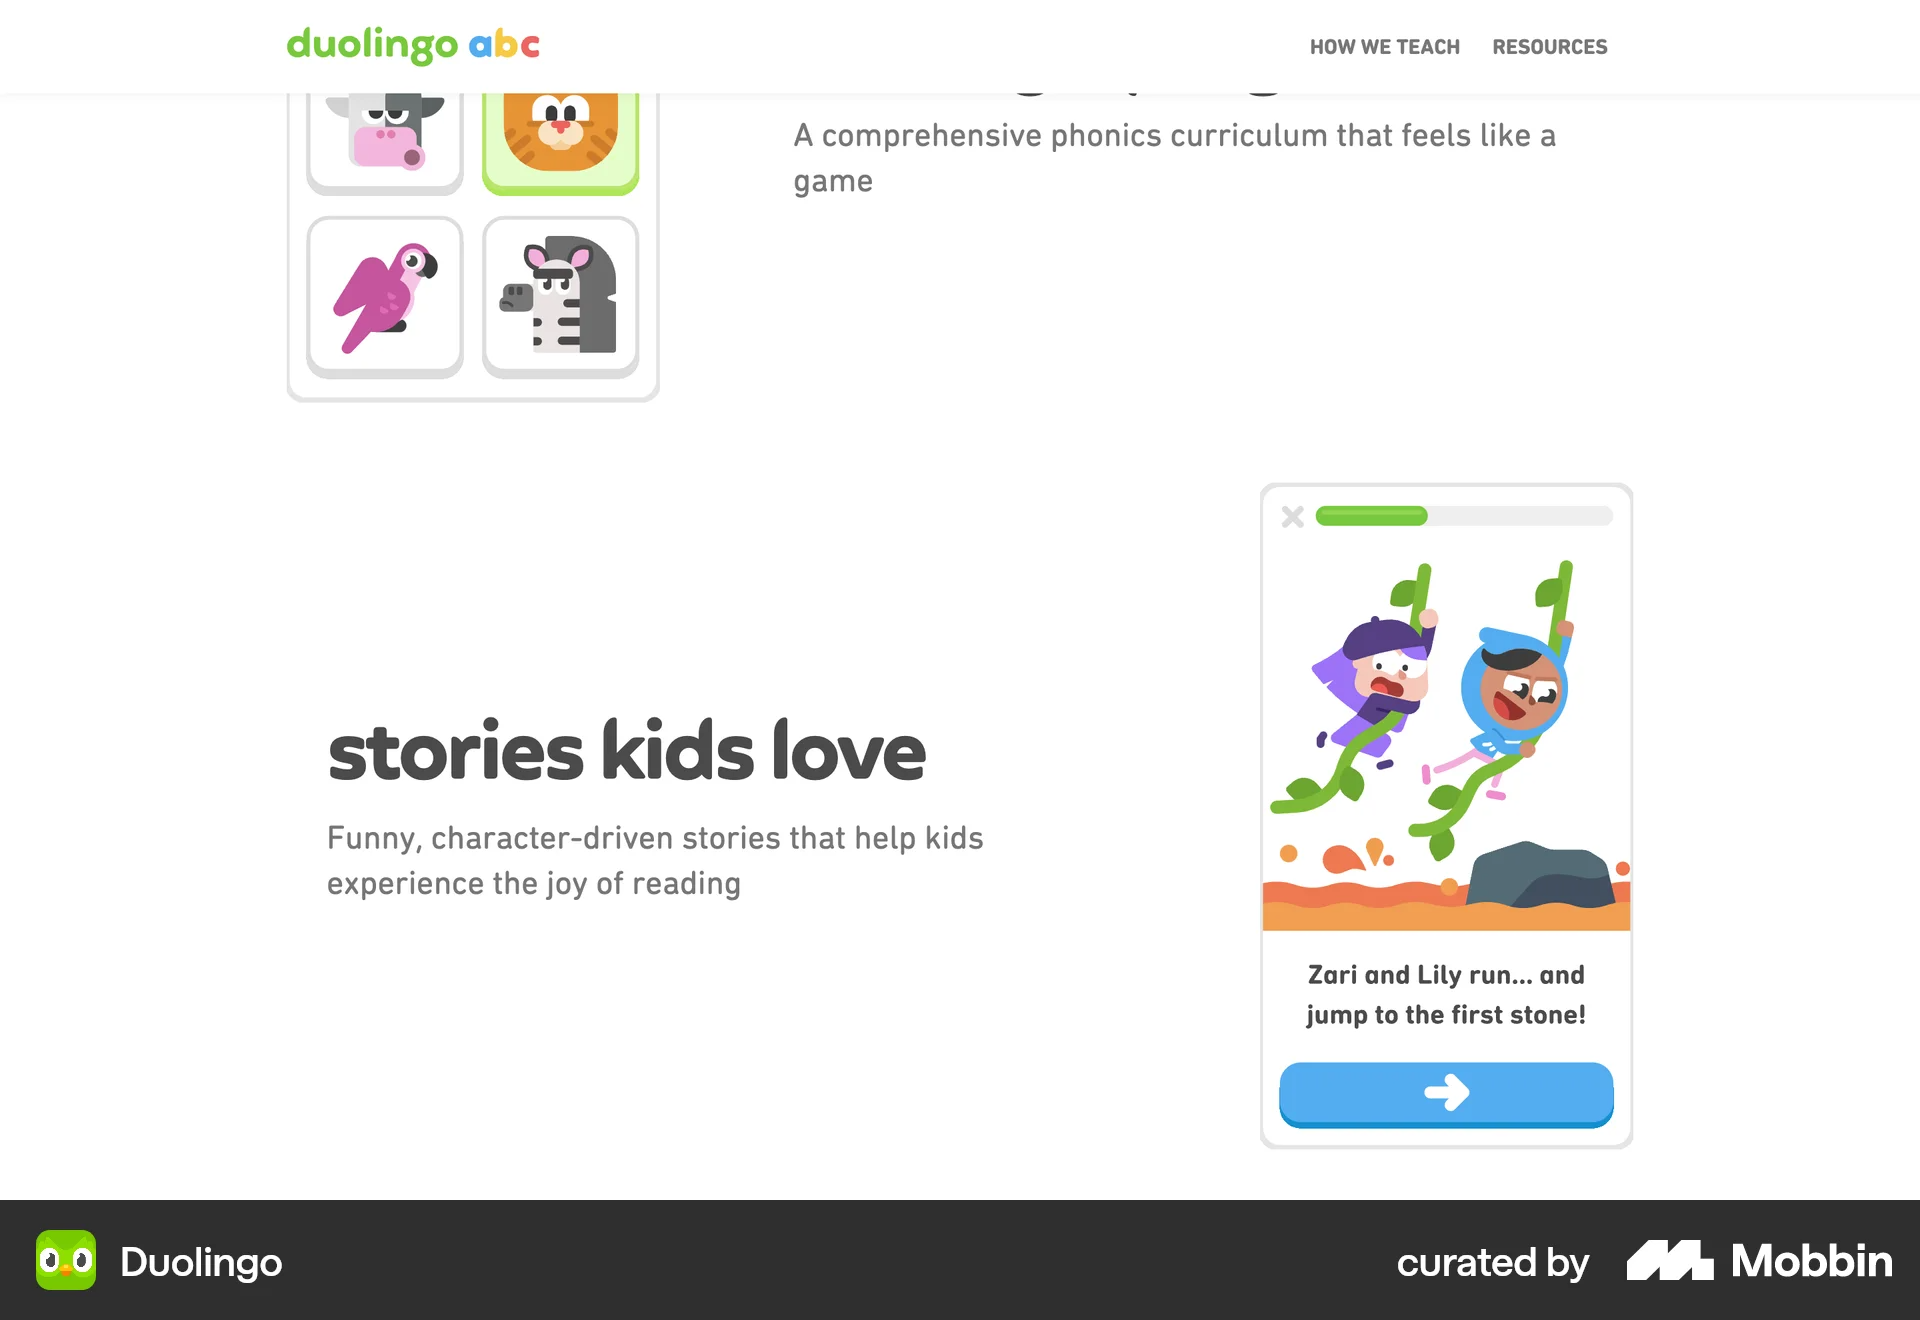 duolingo abc
HOW WE TEACH
RESOURCES
A comprehensive phonics curriculum that feels like a
game
stories kids love
Funny, character-driven stories that help kids
experience the joy of reading
Zari and Lily run... and
jump to the first stone!
Duolingo
curated by
Mobbin